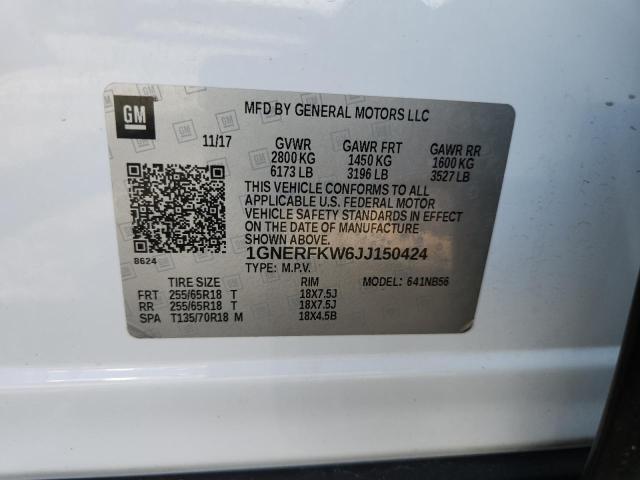 GM
MFD BY GENERAL MOTORS LLC
11/17 GVWR GAWR FRT GAWR RR
2800 KG 1450 KG 1600 KG
6173 LB 3196 LB 3527 LB
THIS VEHICLE CONFORMS TO ALL
APPLICABLE U.S. FEDERAL MOTOR
VEHICLE SAFETY STANDARDS IN EFFECT
ON THE DATE OF MANUFACTURE
SHOWN ABOVE.
8624
1GNERFKW6JJ150424
TYPE: M.P.V.
TIRE SIZE RIM MODEL: 641NB56
FRT 255/65R18 T 18X7.5J
RR 255/65R18 T 18X7.5J
SPA T135/70R18 M 18X4.5B